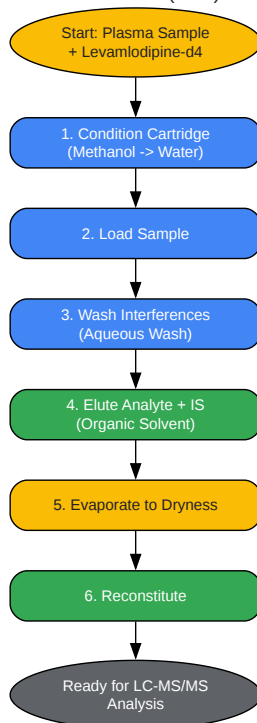 Start: Plasma Sample
+ Levamlodipine-d4
1. Condition Cartridge
(Methanol -> Water)
2. Load Sample
3. Wash Interferences
(Aqueous Wash)
4. Elute Analyte + IS
(Organic Solvent)
5. Evaporate to Dryness
6. Reconstitute
Ready for LC-MS/MS
Analysis